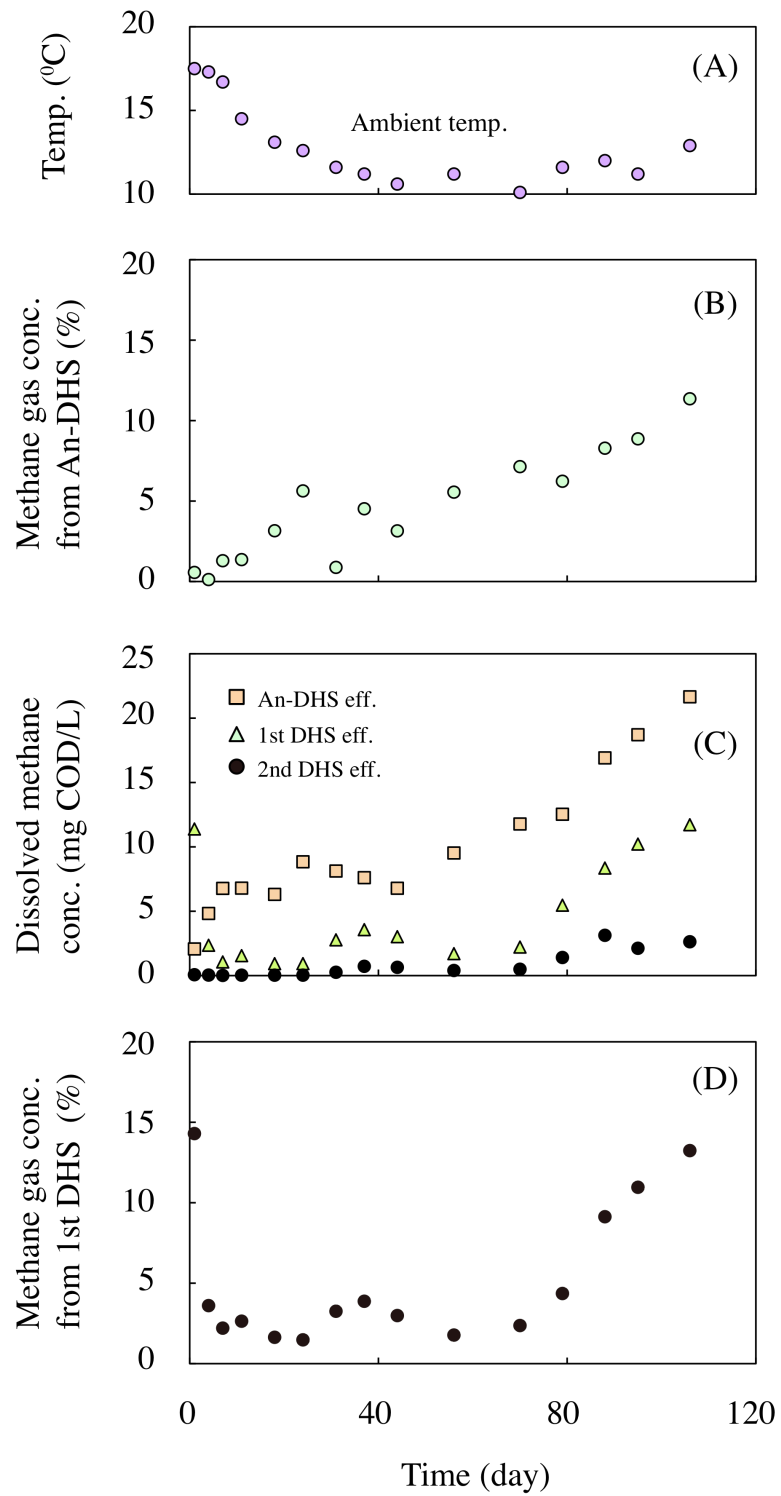 20
15
10
Temp. (⁰C)
(A)
Ambient temp.
20
15
10
5
0
Methane gas conc.
from An-DHS (%)
(B)
25
20
15
10
5
0
Dissolved methane
conc. (mg COD/L)
An-DHS eff.
1st DHS eff.
2nd DHS eff.
(C)
20
15
10
5
0
Methane gas conc.
from 1st DHS (%)
(D)
0 40 80 120
Time (day)